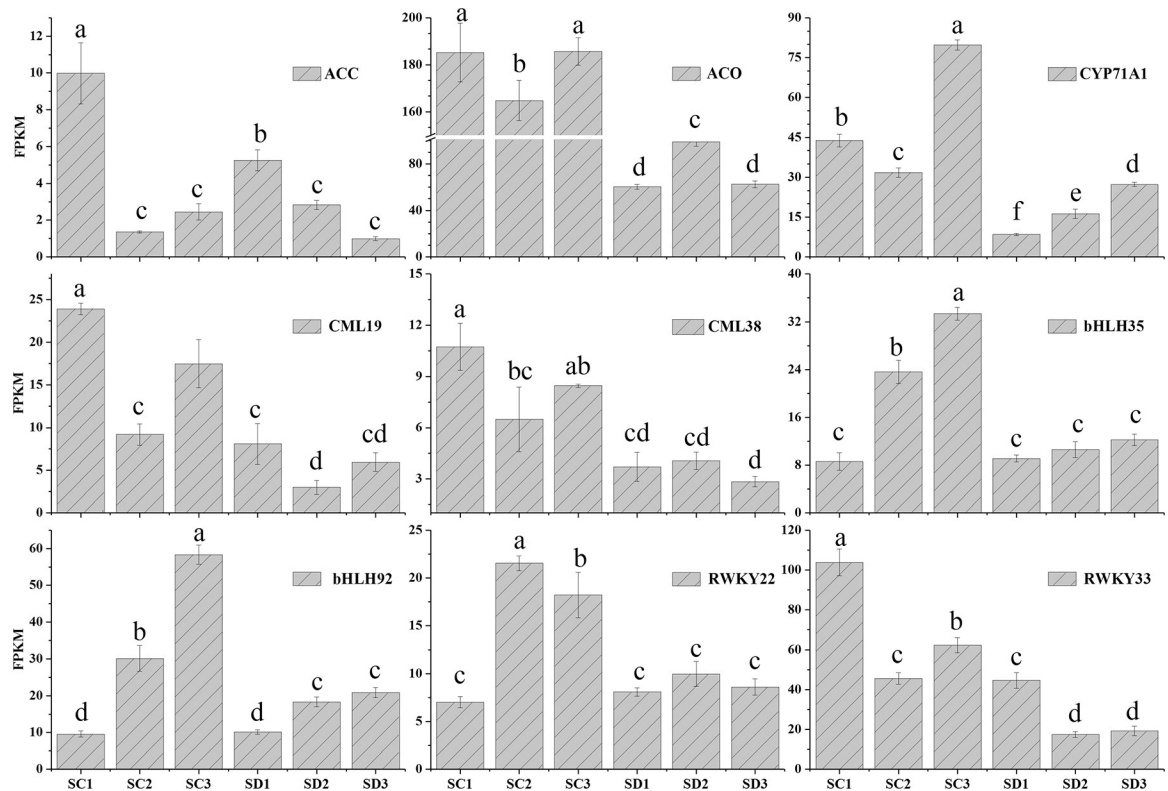 a
b
c
c
c
c
FPKM
12
10
8
6
4
2
0
ACC
a
b
a
d
c
d
200
180
160
80
60
40
20
0
ACO
a
b
c
f
e
d
90
75
60
45
30
15
0
CYP71A1
a
c
c
d
cd
FPKM
25
20
15
10
5
0
CML19
a
bc
ab
cd
cd
d
15
12
9
6
3
CML38
a
b
c
c
c
c
40
32
24
16
8
0
bHLH35
a
b
d
d
c
c
FPKM
60
50
40
30
20
10
0
bHLH92
SC1 SC2 SC3 SD1 SD2 SD3
a
b
c
c
c
c
25
20
15
10
5
0
RWKY22
SC1 SC2 SC3 SD1 SD2 SD3
a
b
c
c
d
d
120
100
80
60
40
20
0
RWKY33
SC1 SC2 SC3 SD1 SD2 SD3